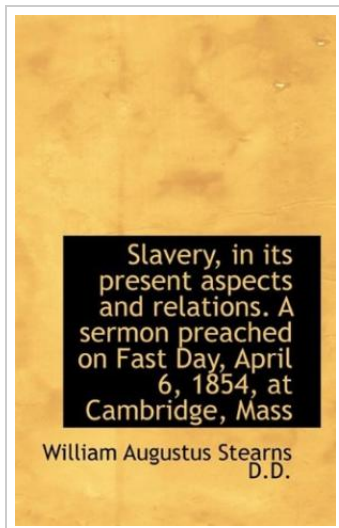 Slavery, in its
present aspects
and relations. A
sermon preached
on Fast Day, April
6, 1854, at
Cambridge, Mass
William Augustus Stearns
D.D.